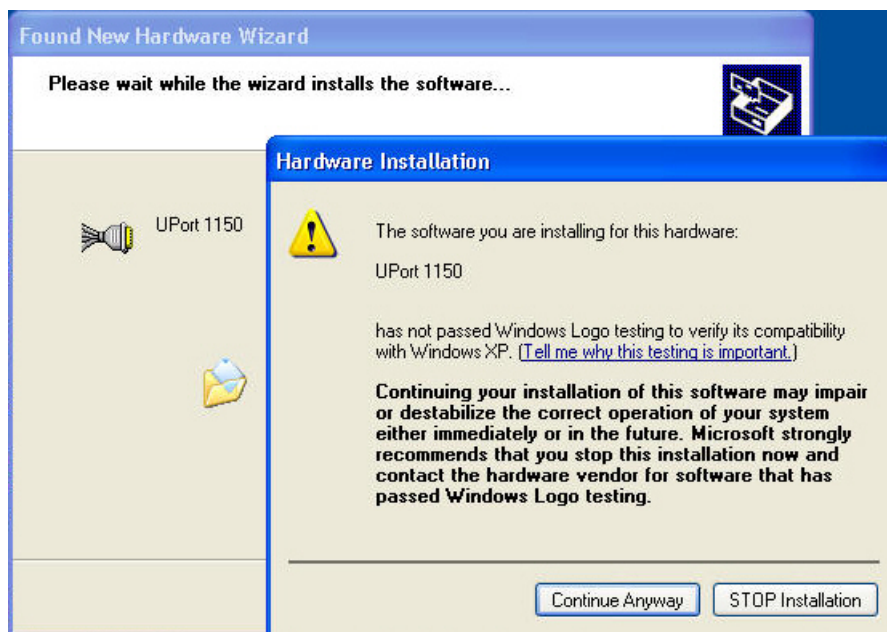 Found New Hardware Wizard
Please wait while the wizard installs the software...
Hardware Installation
UPort 1150
The software you are installing for this hardware:
UPort 1150
has not passed Windows Logo testing to verify its compatibility
with Windows XP. (Tell me why this testing is important.)
Continuing your installation of this software may impair
or destabilize the correct operation of your system
either immediately or in the future. Microsoft strongly
recommends that you stop this installation now and
contact the hardware vendor for software that has
passed Windows Logo testing.
Continue Anyway
STOP Installation